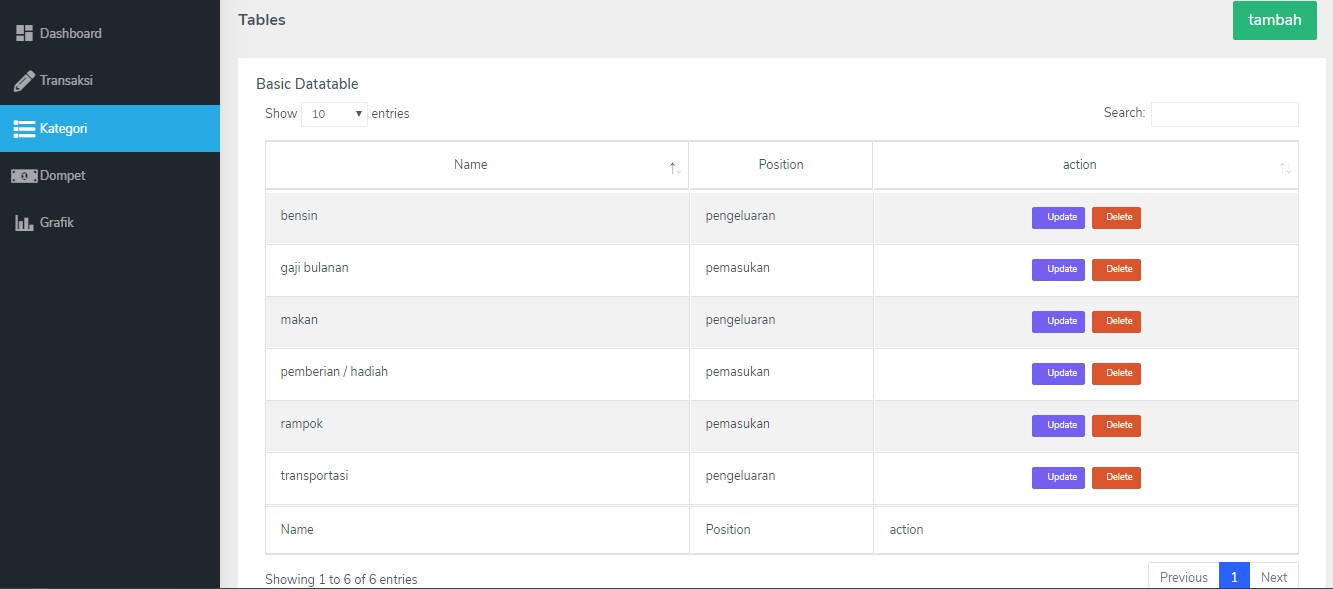 Dashboard
Transaksi
Kategori
Dompet
Grafik
Tables
tambah
Basic Datatable
Show 10 entries
Search:
Name Position action
bensin pengeluaran Update Delete
gaji bulanan pemasukan Update Delete
makan pengeluaran Update Delete
pemberian / hadiah pemasukan Update Delete
rampok pemasukan Update Delete
transportasi pengeluaran Update Delete
Name Position action
Showing 1 to 6 of 6 entries
Previous 1 Next